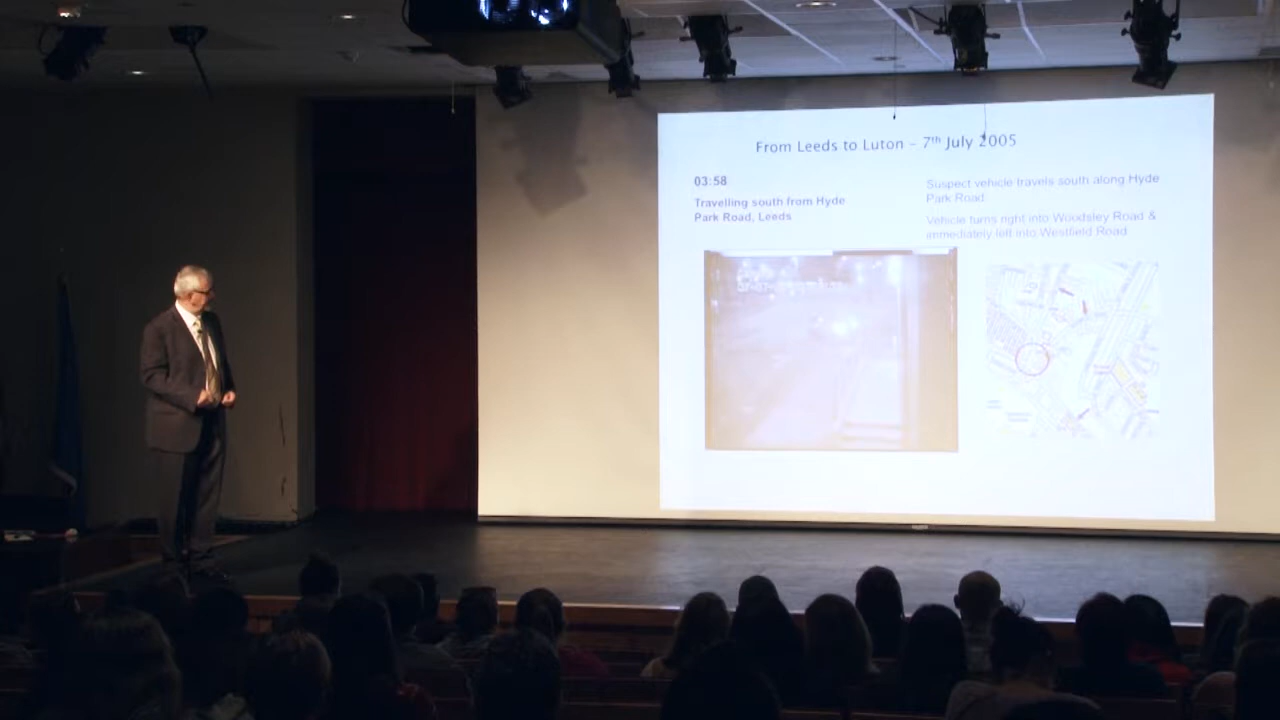 From Leeds to Luton – 7th July 2005
03:58
Travelling south from Hyde
Park Road, Leeds
Suspect vehicle travels south along Hyde
Park Road
Vehicle turns right into Woodsley Road &
immediately left into Westfield Road